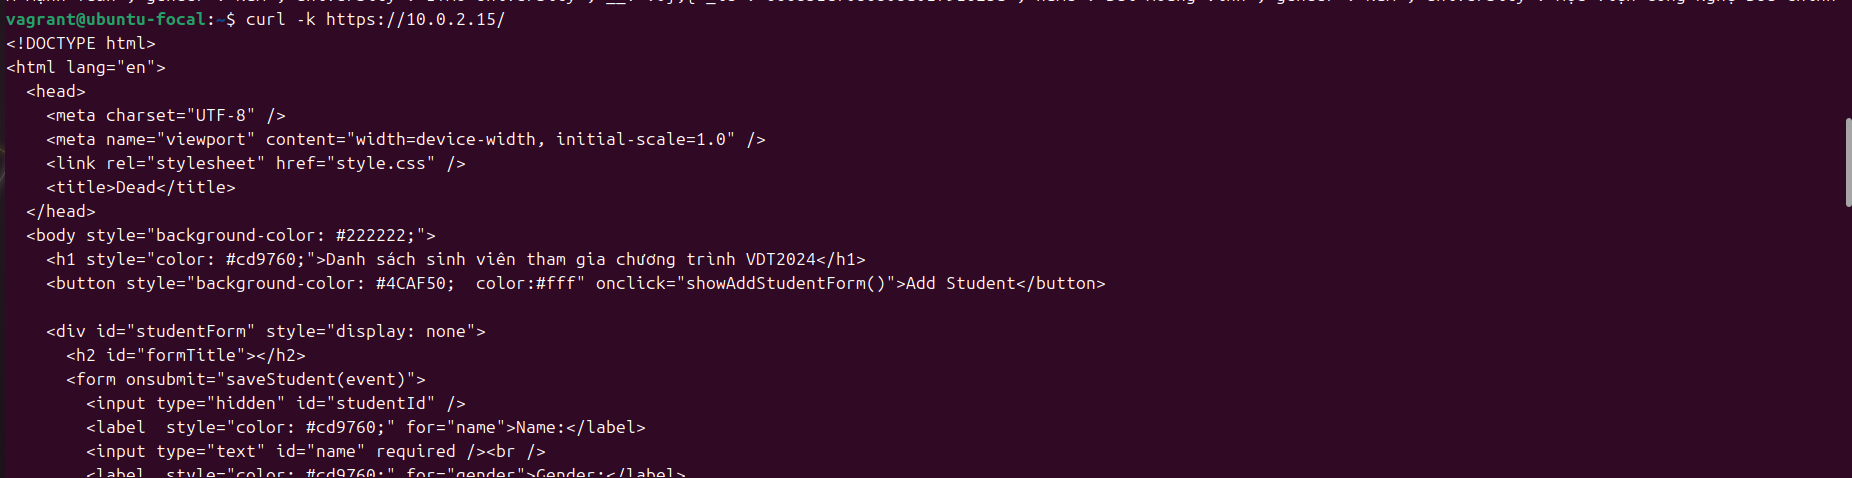 vagrant@ubuntu-focal:~$ curl -k https://10.0.2.15/
<!DOCTYPE html>
<html lang="en">
  <head>
    <meta charset="UTF-8" />
    <meta name="viewport" content="width=device-width, initial-scale=1.0" />
    <link rel="stylesheet" href="style.css" />
    <title>Dead</title>
  </head>
  <body style="background-color: #222222;">
    <h1 style="color: #cd9760;">Danh sách sinh viên tham gia chương trình VDT2024</h1>
    <button style="background-color: #4CAF50;  color:#fff" onclick="showAddStudentForm()">Add Student</button>
    <div id="studentForm" style="display: none">
      <h2 id="formTitle"></h2>
      <form onsubmit="saveStudent(event)">
        <input type="hidden" id="studentId" />
        <label  style="color: #cd9760;" for="name">Name:</label>
        <input type="text" id="name" required /><br />
        <label  style="color: #cd9760;" for="gender">Gender:</label>